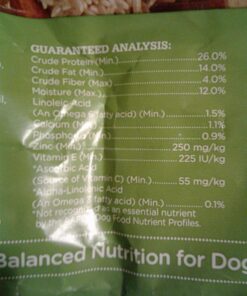 GUARANTEED ANALYSIS:
Crude Protein (Min.) 26.0%
Crude Fat (Min.) 14.0%
Crude Fiber (Max.) 4.0%
Moisture (Max.) 12.0%
Linoleic Acid
(An Omega 6 fatty acid) (Min.) 1.5%
Calcium (Min.) 1.1%
Phosphorus (Min.) 0.9%
Zinc (Min.) 250 mg/kg
Vitamin E (Min.) 225 IU/kg
*Ascorbic Acid
(Source of Vitamin C) (Min.) 55 mg/kg
*Alpha-Linolenic Acid
(An Omega 3 fatty acid) (Min.) 0.1%
*Not recognized as an essential nutrient
by the Dog Food Nutrient Profiles.
Balanced Nutrition for Dog